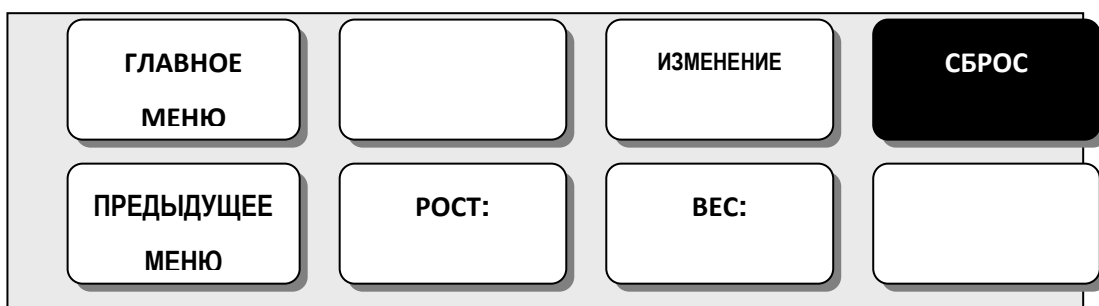 ГЛАВНОЕ
МЕНЮ
ИЗМЕНЕНИЕ
СБРОС
ПРЕДЫДУЩЕЕ
МЕНЮ
РОСТ:
ВЕС: